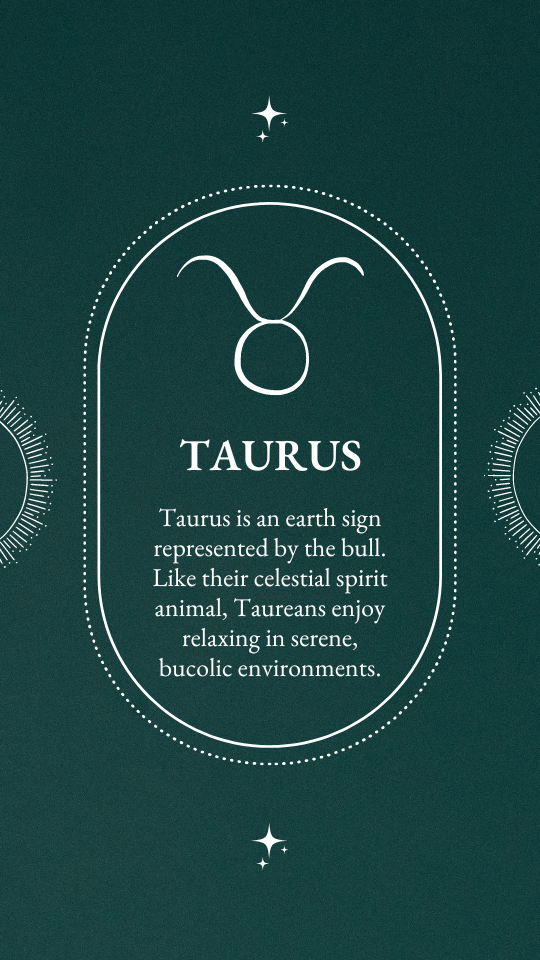 TAURUS
Taurus is an earth sign
represented by the bull.
Like their celestial spirit
animal, Taureans enjoy
relaxing in serene,
bucolic environments.